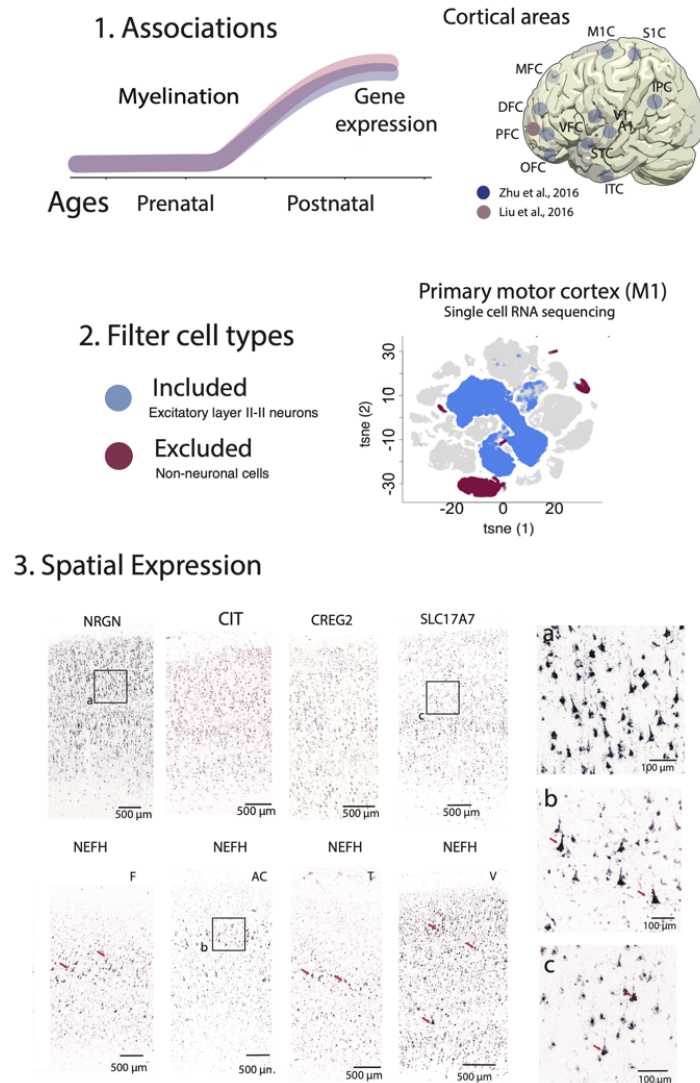 1. Associations
Myelination
Gene
expression
Ages
Prenatal
Postnatal
Cortical areas
M1C
S1C
MFC
IPC
DFC
V1
PFC
VFC
A1
STC
OFC
ITC
Zhu et al., 2016
Liu et al., 2016
2. Filter cell types
Included
Excitatory layer II-II neurons
Excluded
Non-neuronal cells
Primary motor cortex (M1)
Single cell RNA sequencing
tsne (2)
30
10
-10
-30
-20
0
20
tsne (1)
3. Spatial Expression
NRGN
CIT
CREG2
SLC17A7
a
c
500 µm
500 µm
500 µm
500 µm
NEFH
NEFH
NEFH
NEFH
F
AC
T
V
b
500 µm
500 µm.
500 µm
500 µm
a
100 µm
b
100 µm
c
100 µm